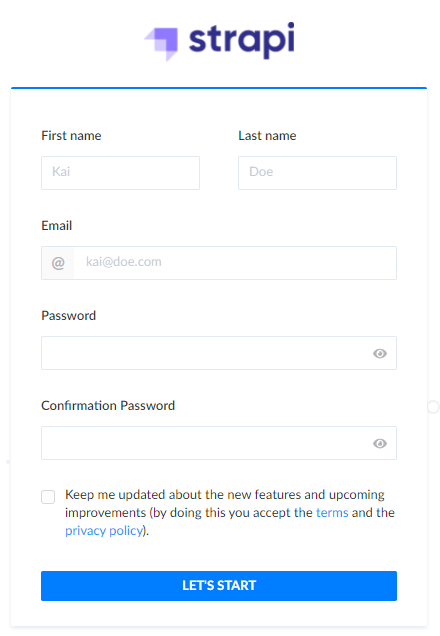 strapi
First name Last name
Kai Doe
Email
@ kai@doe.com
Password
Confirmation Password
Keep me updated about the new features and upcoming
improvements (by doing this you accept the terms and the
privacy policy).
LET'S START